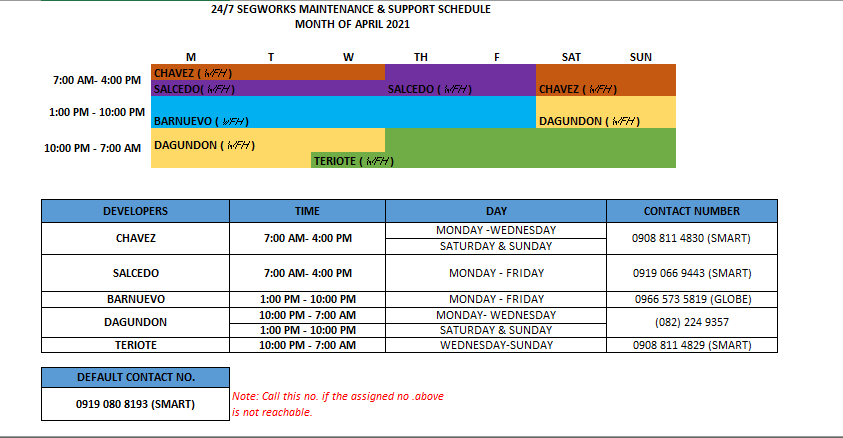 24/7 SEGWORKS MAINTENANCE & SUPPORT SCHEDULE
MONTH OF APRIL 2021
M T W TH F SAT SUN
7:00 AM- 4:00 PM
CHAVEZ ( WFH )
SALCEDO( WFH ) SALCEDO ( WFH ) CHAVEZ ( WFH )
1:00 PM - 10:00 PM
BARNUEVO ( WFH ) DAGUNDON ( WFH )
10:00 PM - 7:00 AM DAGUNDON ( WFH )
TERIOTE ( WFH )
DEVELOPERS TIME DAY CONTACT NUMBER
CHAVEZ 7:00 AM- 4:00 PM MONDAY -WEDNESDAY 0908 811 4830 (SMART)
SATURDAY & SUNDAY
SALCEDO 7:00 AM- 4:00 PM MONDAY - FRIDAY 0919 066 9443 (SMART)
BARNUEVO 1:00 PM - 10:00 PM MONDAY - FRIDAY 0966 573 5819 (GLOBE)
DAGUNDON 10:00 PM - 7:00 AM MONDAY- WEDNESDAY (082) 224 9357
1:00 PM - 10:00 PM SATURDAY & SUNDAY
TERIOTE 10:00 PM - 7:00 AM WEDNESDAY-SUNDAY 0908 811 4829 (SMART)
DEFAULT CONTACT NO.
0919 080 8193 (SMART)
Note: Call this no. if the assigned no .above
is not reachable.